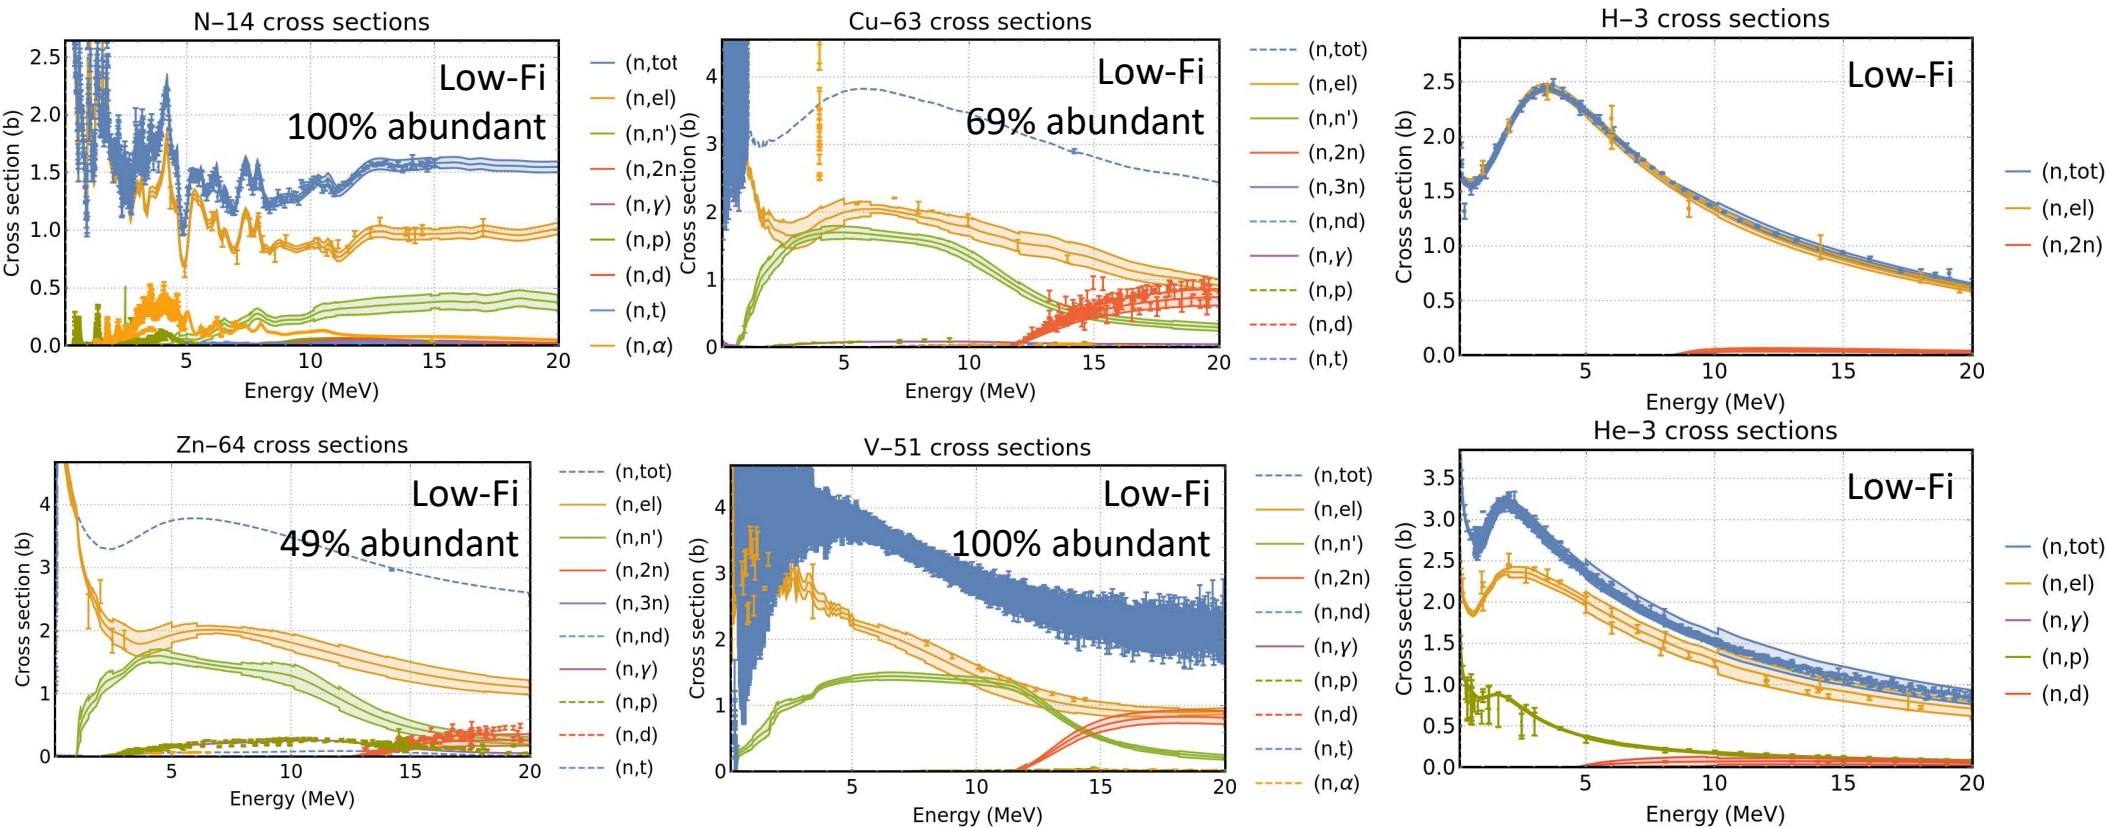 N–14 cross sections
Low-Fi
100% abundant
Cross section (b)
2.5
2.0
1.5
1.0
0.5
0.0
5
10
15
20
Energy (MeV)
(n,tot
(n,el)
(n,n')
(n,2n
(n,γ)
(n,p)
(n,d)
(n,t)
(n,α)
Cu–63 cross sections
Low-Fi
69% abundant
Cross section (b)
4
3
2
1
0
5
10
15
20
Energy (MeV)
(n,tot)
(n,el)
(n,n')
(n,2n)
(n,3n)
(n,nd)
(n,γ)
(n,p)
(n,d)
(n,t)
H–3 cross sections
Low-Fi
Cross section (b)
2.5
2.0
1.5
1.0
0.5
0.0
5
10
15
20
Energy (MeV)
(n,tot)
(n,el)
(n,2n)
Zn–64 cross sections
Low-Fi
49% abundant
Cross section (b)
4
3
2
1
0
5
10
15
20
Energy (MeV)
(n,tot)
(n,el)
(n,n')
(n,2n)
(n,3n)
(n,nd)
(n,γ)
(n,p)
(n,d)
(n,t)
V–51 cross sections
Low-Fi
100% abundant
Cross section (b)
4
3
2
1
0
5
10
15
20
Energy (MeV)
(n,tot)
(n,el)
(n,n')
(n,2n)
(n,nd)
(n,γ)
(n,p)
(n,d)
(n,t)
(n,α)
He–3 cross sections
Low-Fi
Cross section (b)
3.5
3.0
2.5
2.0
1.5
1.0
0.5
0.0
5
10
15
20
Energy (MeV)
(n,tot)
(n,el)
(n,γ)
(n,p)
(n,d)